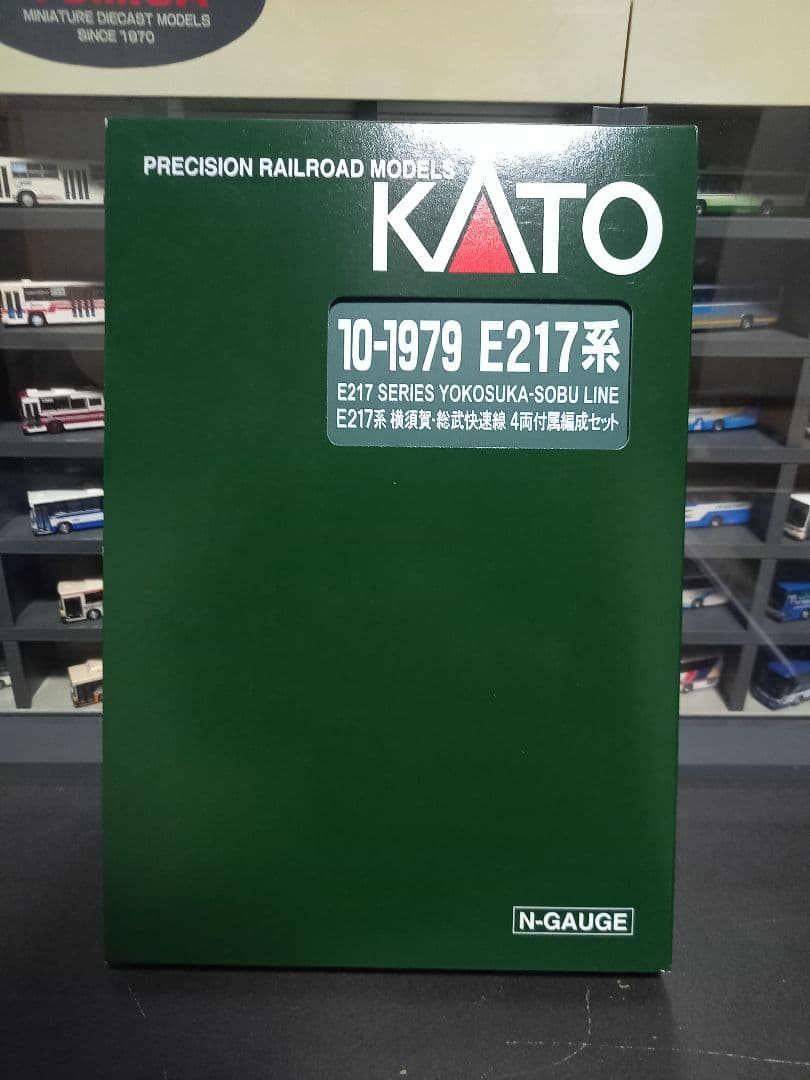 MINIATURE DIECAST MODELS
SINCE 1970
PRECISION RAILROAD MODELS
KATO
10-1979 E217系
E217 SERIES YOKOSUKA-SOBU LINE
E217系 横須賀・総武快速線 4両付属編成セット
N-GAUGE